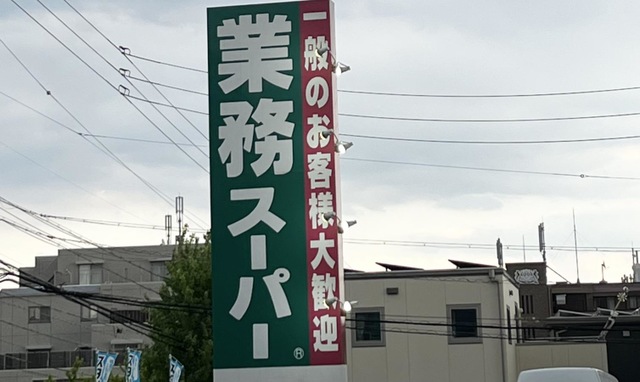 一般のお客様大歓迎
業務スーパー
®